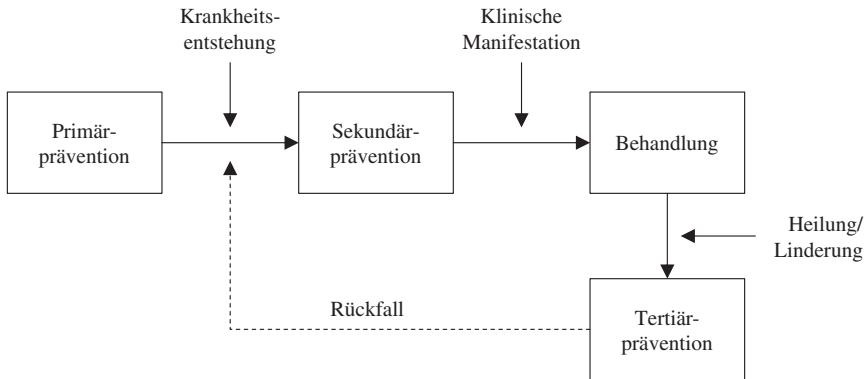 Krankheits-
entstehung
Klinische
Manifestation
Primär-
prävention
Sekundär-
prävention
Behandlung
Heilung/
Linderung
Rückfall
Tertiär-
prävention